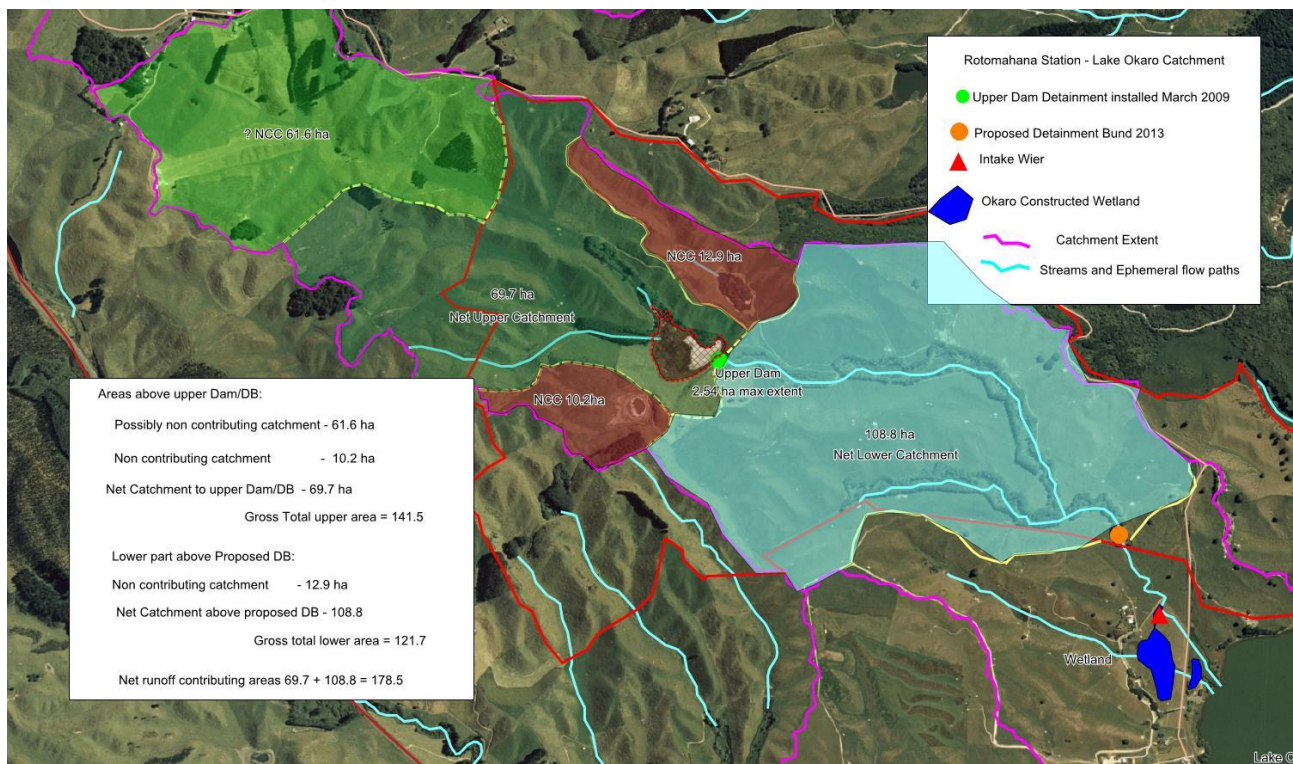 Rotomahana Station - Lake Okaro Catchment
Upper Dam Detainment installed March 2009
Proposed Detainment Bund 2013
Intake Wier
Okaro Constructed Wetland
Catchment Extent
Streams and Ephemeral flow paths
? NCC 61.6 ha
NCC 12.9 ha
69.7 ha
Net Upper Catchment
Upper Dam
2.54 ha max extent
NCC 10.2ha
108.8 ha
Net Lower Catchment
Areas above upper Dam/DB:
Possibly non contributing catchment - 61.6 ha
Non contributing catchment - 10.2 ha
Net Catchment to upper Dam/DB - 69.7 ha
Gross Total upper area = 141.5
Lower part above Proposed DB:
Non contributing catchment - 12.9 ha
Net Catchment above proposed DB - 108.8
Gross total lower area = 121.7
Net runoff contributing areas 69.7 + 108.8 = 178.5
Wetland
Lake